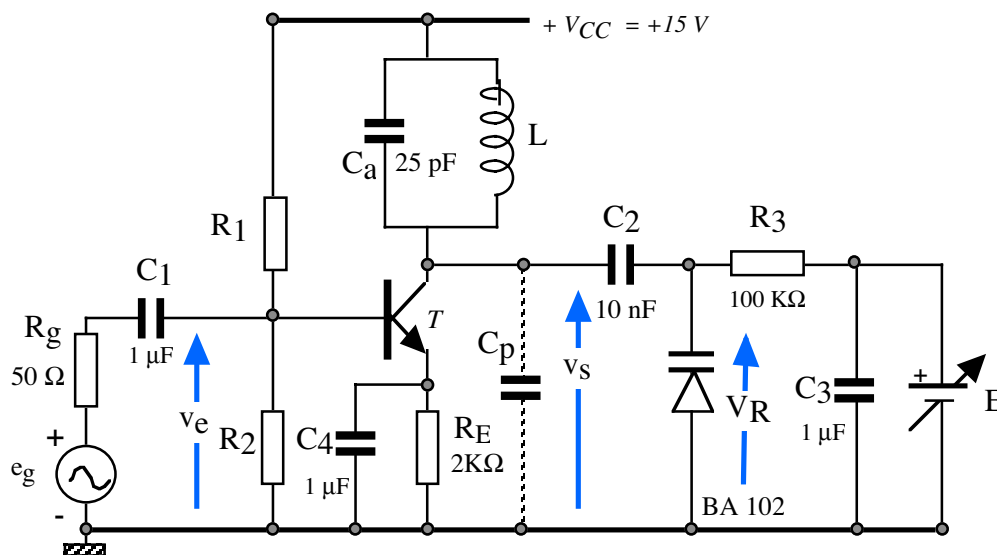 + VCC = +15 V
Ca
25 pF
L
R1
C1
1 µF
Rg
50 Ω
+
eg
-
ve
R2
T
C4
1 µF
RE
2KΩ
Cp
vs
C2
10 nF
R3
100 KΩ
VR
BA 102
C3
1 µF
+
E